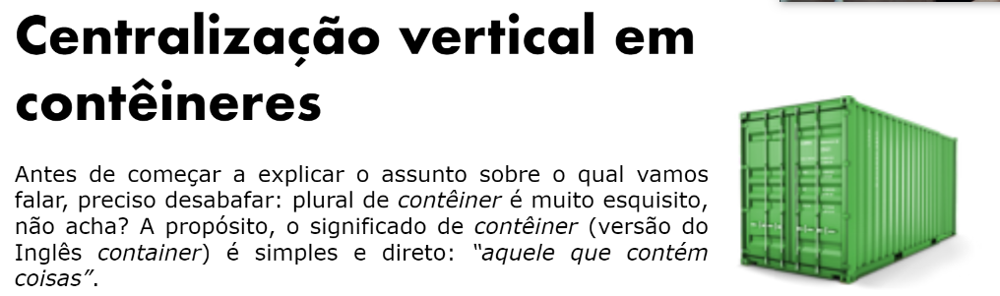 Centralização vertical em
contêineres
Antes de começar a explicar o assunto sobre o qual vamos
falar, preciso desabafar: plural de contêiner é muito esquisito,
não acha? A propósito, o significado de contêiner (versão do
Inglês container) é simples e direto: “aquele que contém
coisas”.